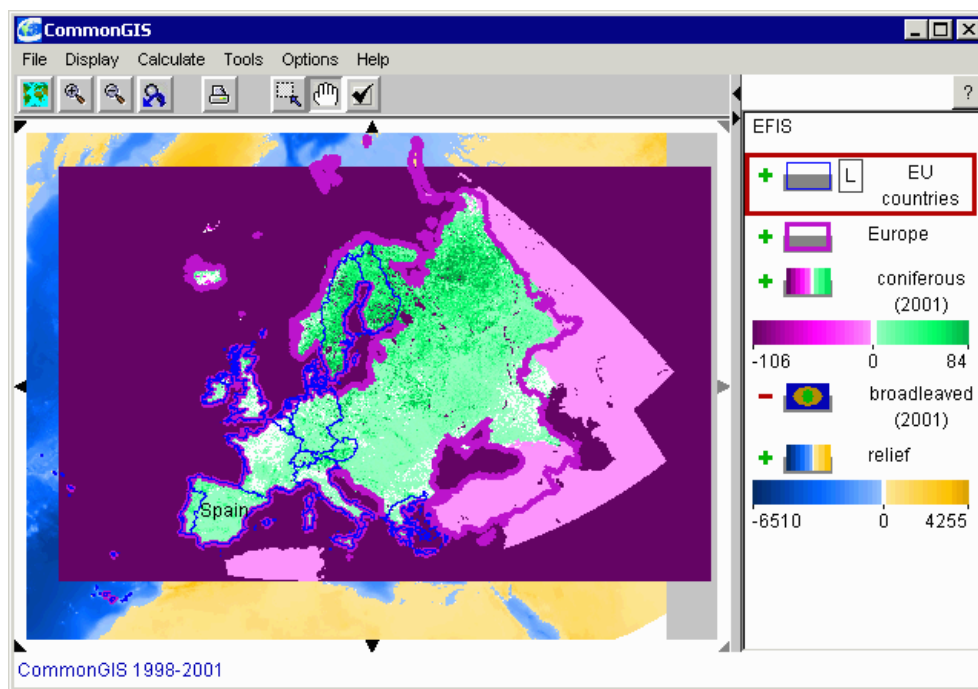 CommonGIS
File Display Calculate Tools Options Help
?
EFIS
L
EU
countries
Europe
coniferous
(2001)
-106 0 84
broadleaved
(2001)
relief
-6510 0 4255
Spain
CommonGIS 1998-2001